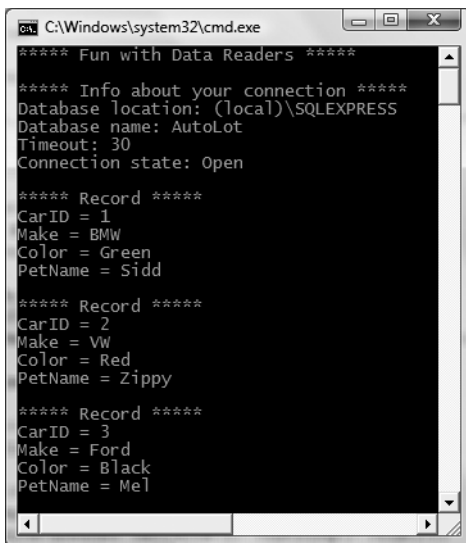 C:\Windows\system32\cmd.exe
***** Fun with Data Readers *****
***** Info about your connection *****
Database location: (local)\SQLEXPRESS
Database name: AutoLot
Timeout: 30
Connection state: Open
***** Record *****
CarID = 1
Make = BMW
Color = Green
PetName = Sidd
***** Record *****
CarID = 2
Make = VW
Color = Red
PetName = Zippy
***** Record *****
CarID = 3
Make = Ford
Color = Black
PetName = Mel